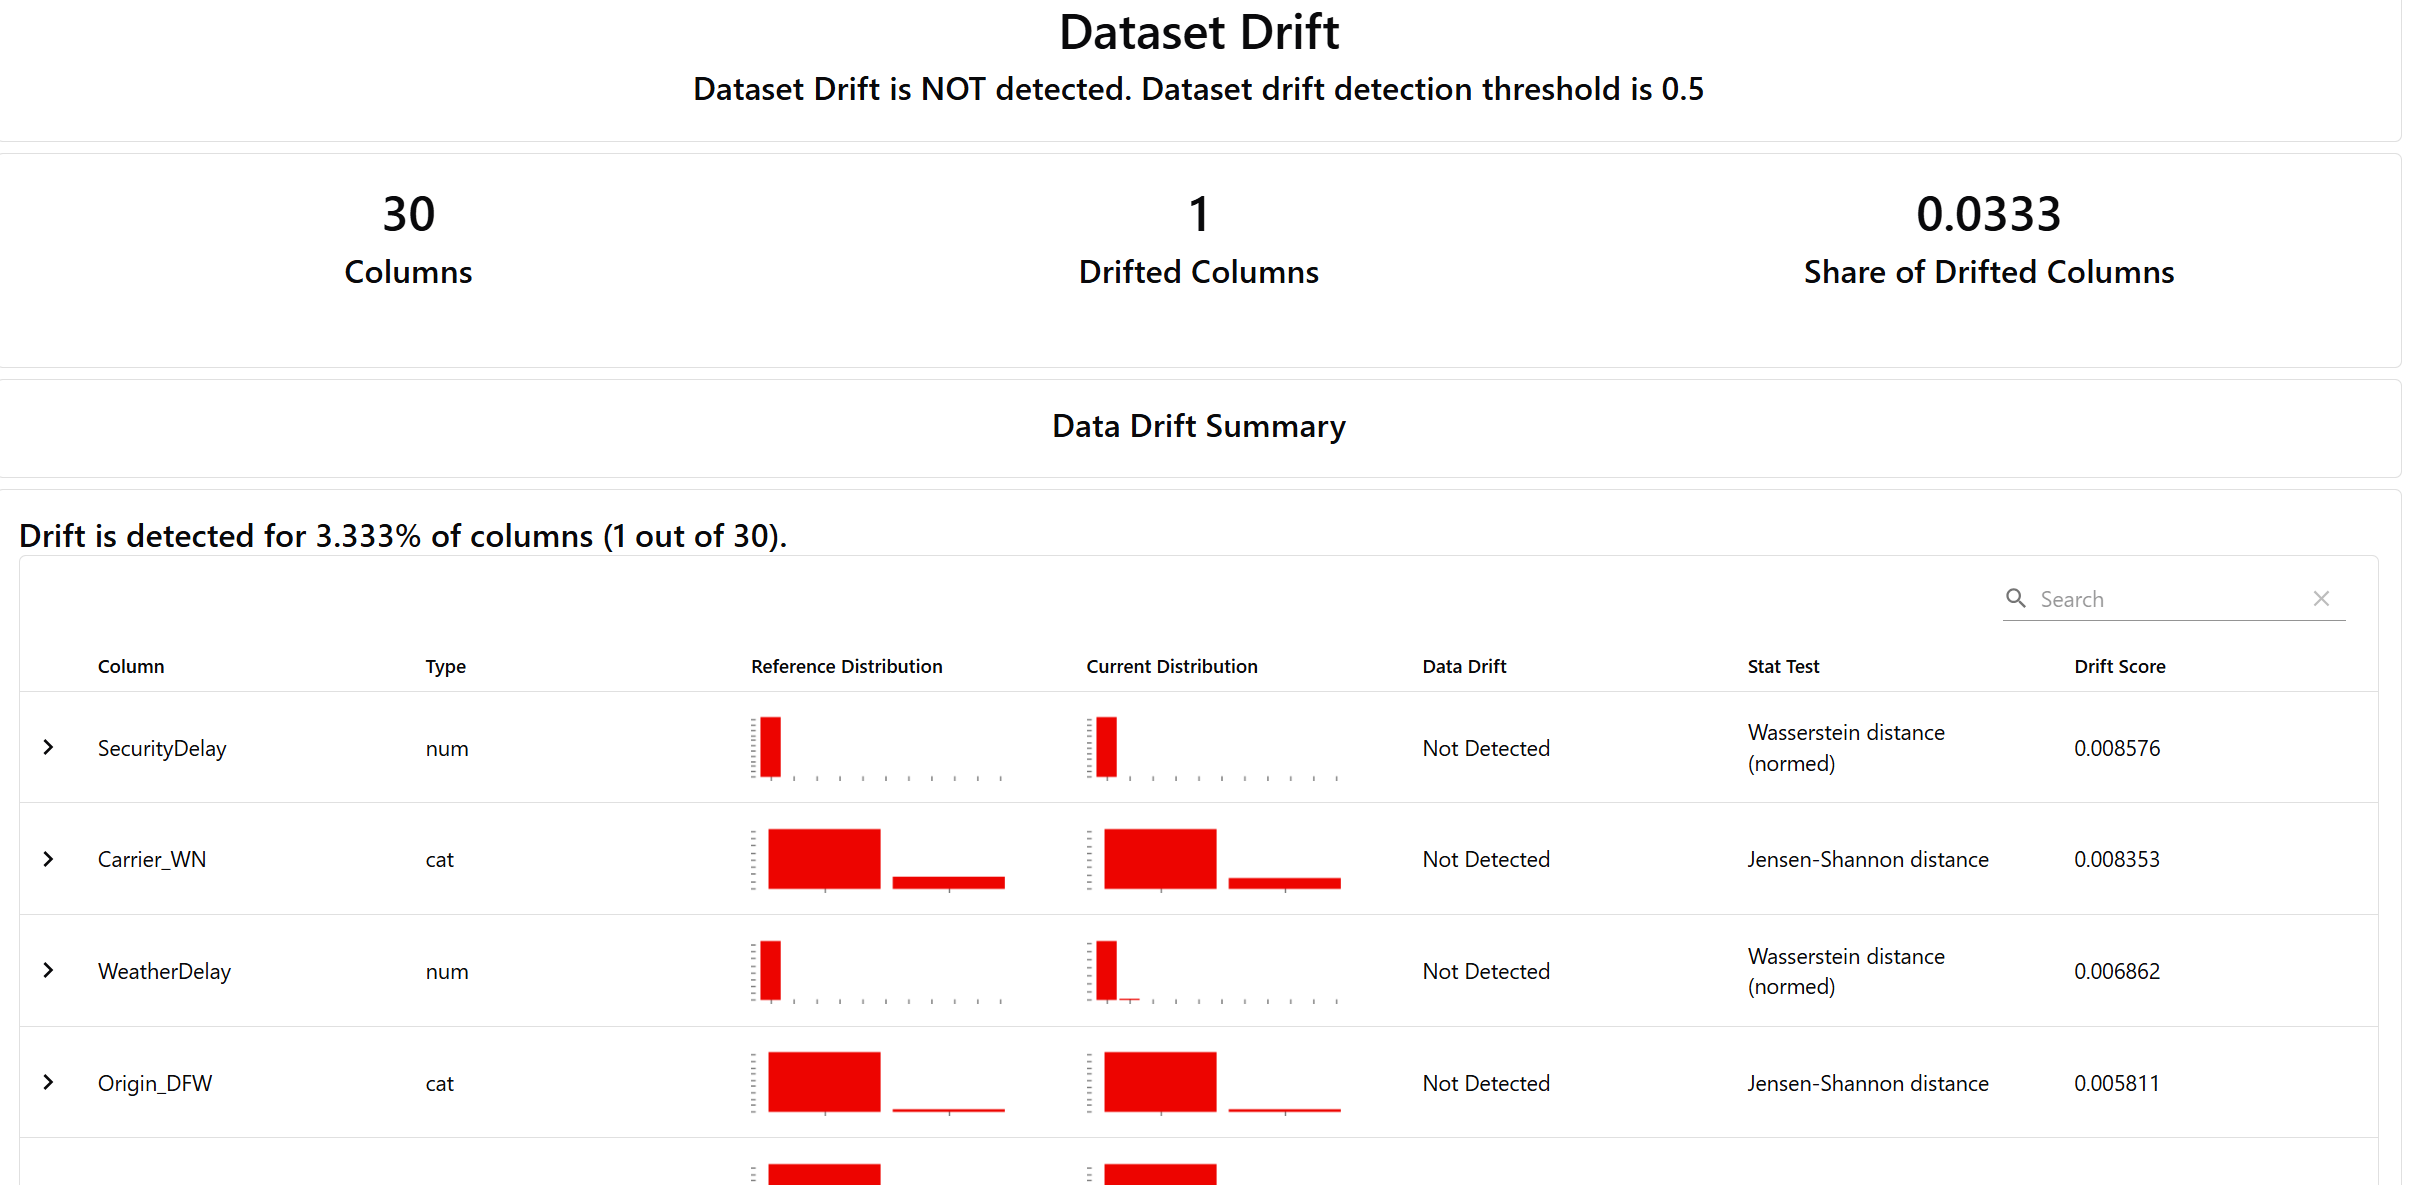 Dataset Drift
Dataset Drift is NOT detected. Dataset drift detection threshold is 0.5
30
Columns
1
Drifted Columns
0.0333
Share of Drifted Columns
Data Drift Summary
Drift is detected for 3.333% of columns (1 out of 30).
Search
Column Type Reference Distribution Current Distribution Data Drift Stat Test Drift Score
SecurityDelay num Not Detected Wasserstein distance
(normed) 0.008576
Carrier_WN cat Not Detected Jensen-Shannon distance 0.008353
WeatherDelay num Not Detected Wasserstein distance
(normed) 0.006862
Origin_DFW cat Not Detected Jensen-Shannon distance 0.005811